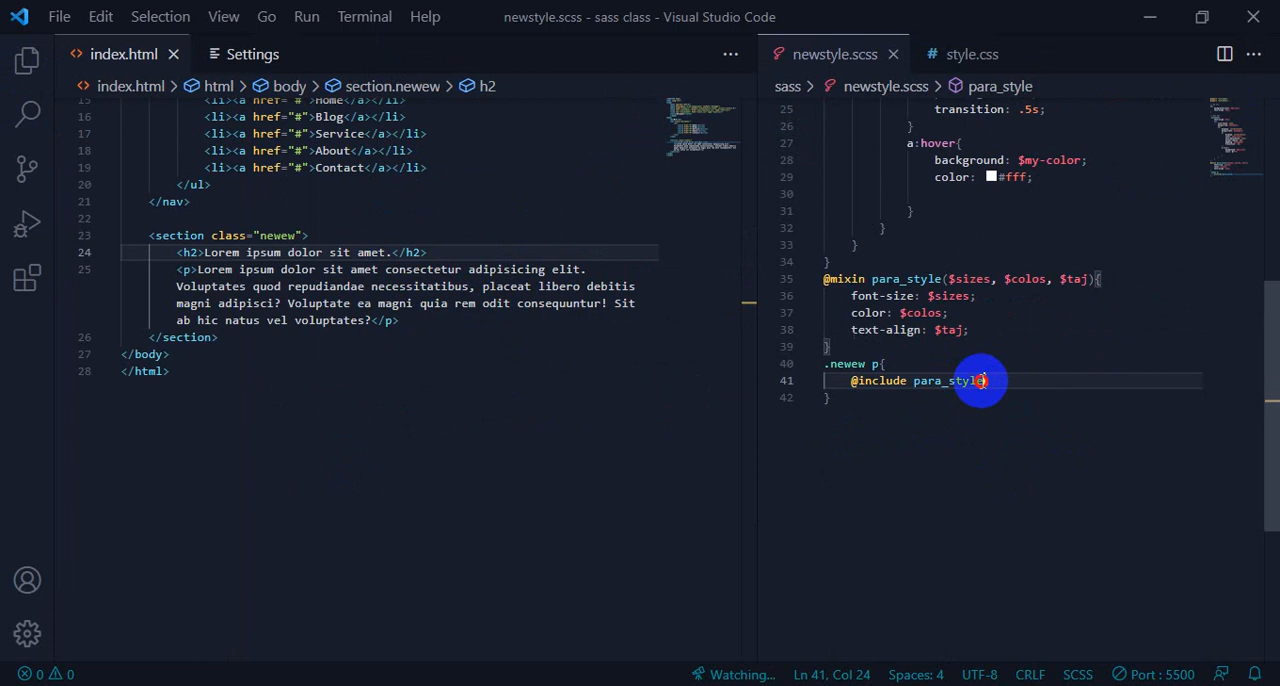 File Edit Selection View Go Run Terminal Help newstyle.scss - sass class - Visual Studio Code
index.html Settings
newstyle.scss style.css
index.html html body section.newew h2
sass newstyle.scss para_style
15 <li><a href="#">Home</a></li>
16 <li><a href="#">Blog</a></li>
17 <li><a href="#">Service</a></li>
18 <li><a href="#">About</a></li>
19 <li><a href="#">Contact</a></li>
20 </ul>
21 </nav>
22
23 <section class="newew">
24 <h2>Lorem ipsum dolor sit amet.</h2>
25 <p>Lorem ipsum dolor sit amet consectetur adipisicing elit.
Voluptates quod repudiandae necessitatibus, placeat libero debitis
magni adipisci? Voluptate ea magni quia rem odit consequuntur! Sit
ab hic natus vel voluptates?</p>
26 </section>
27 </body>
28 </html>
25 transition: .5s;
26 }
27 a:hover{
28 background: $my-color;
29 color: #fff;
30
31 }
32 }
33 }
34 }
35 @mixin para_style($sizes, $colos, $taj){
36 font-size: $sizes;
37 color: $colos;
38 text-align: $taj;
39 }
40 .newew p{
41 @include para_style
42 }
0 0 Watching... Ln 41, Col 24 Spaces: 4 UTF-8 CRLF SCSS Port : 5500